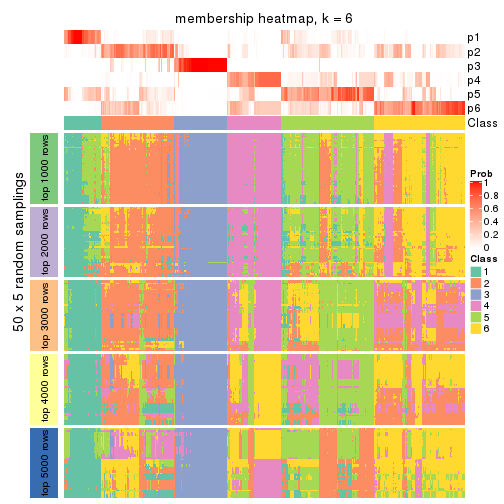 membership heatmap, k = 6
p1
p2
p3
p4
p5
p6
Class
50 x 5 random samplings
top 1000 rows
top 2000 rows
top 3000 rows
top 4000 rows
top 5000 rows
Prob
1
0.8
0.6
0.4
0.2
0
Class
1
2
3
4
5
6